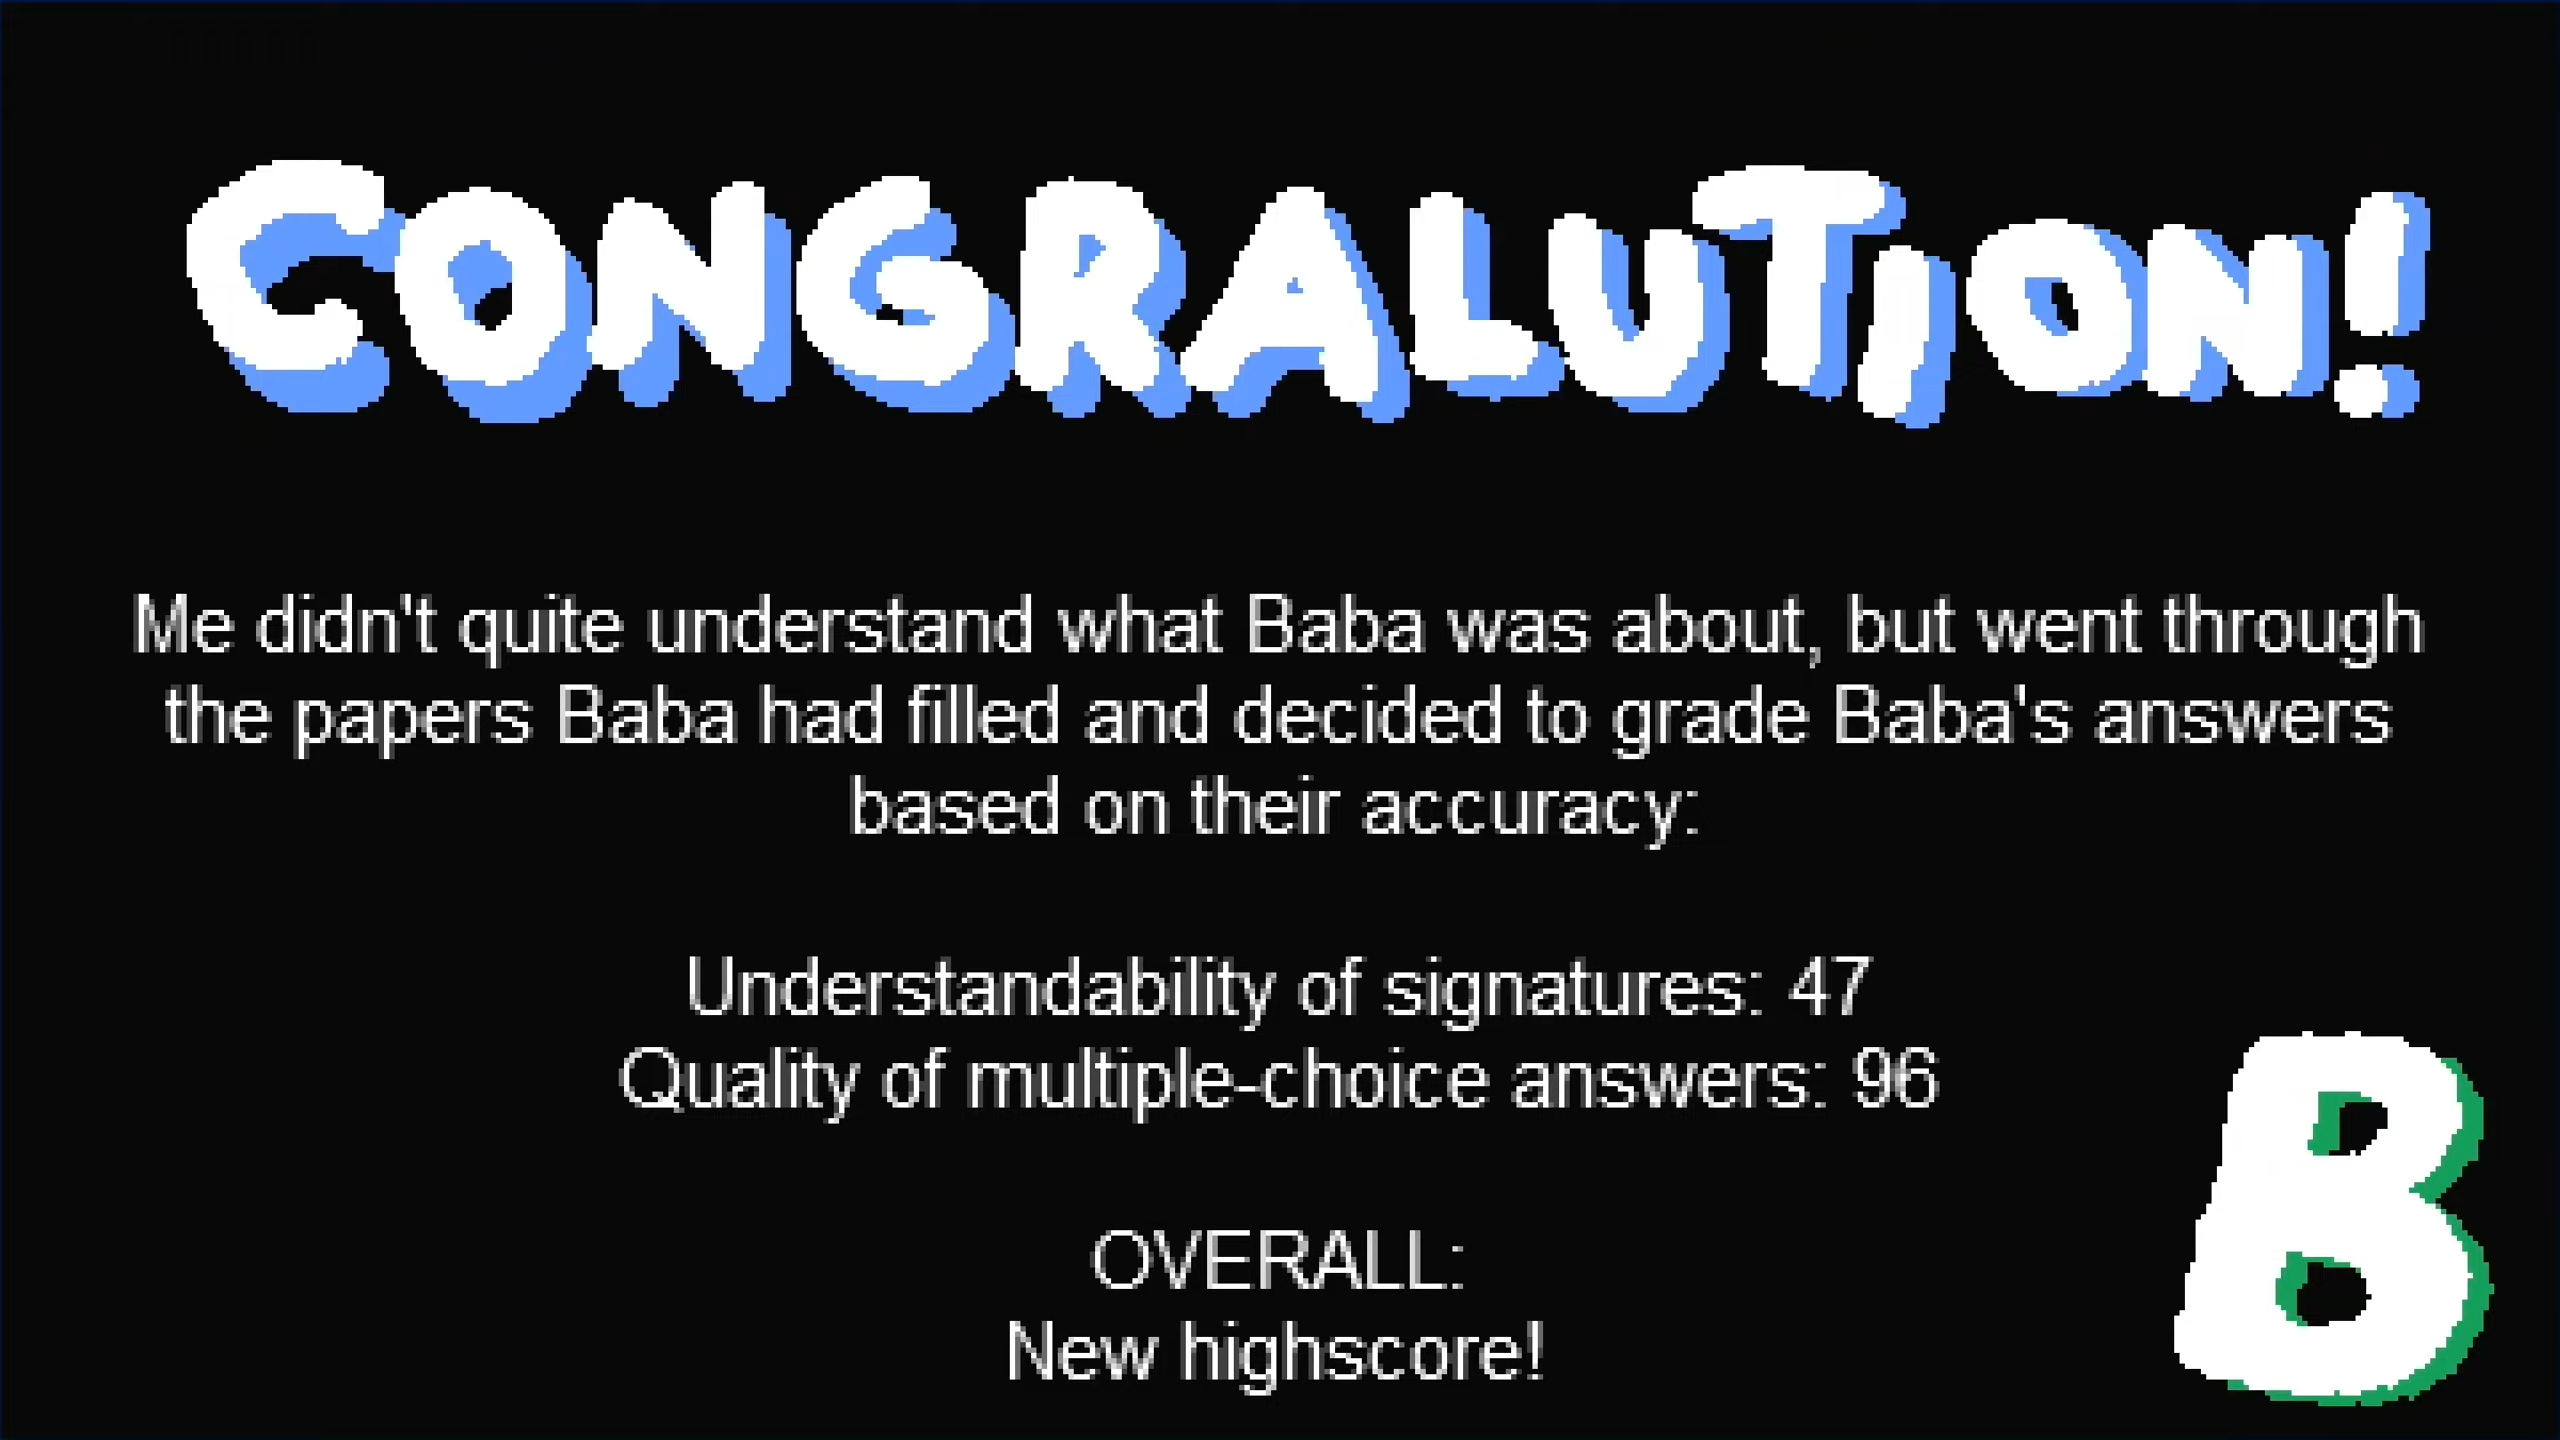 CONGRALUTION!
Me didn't quite understand what Baba was about, but went through
the papers Baba had filled and decided to grade Baba's answers
based on their accuracy:
Understandability of signatures: 47
Quality of multiple-choice answers: 96
OVERALL:
New highscore!
B